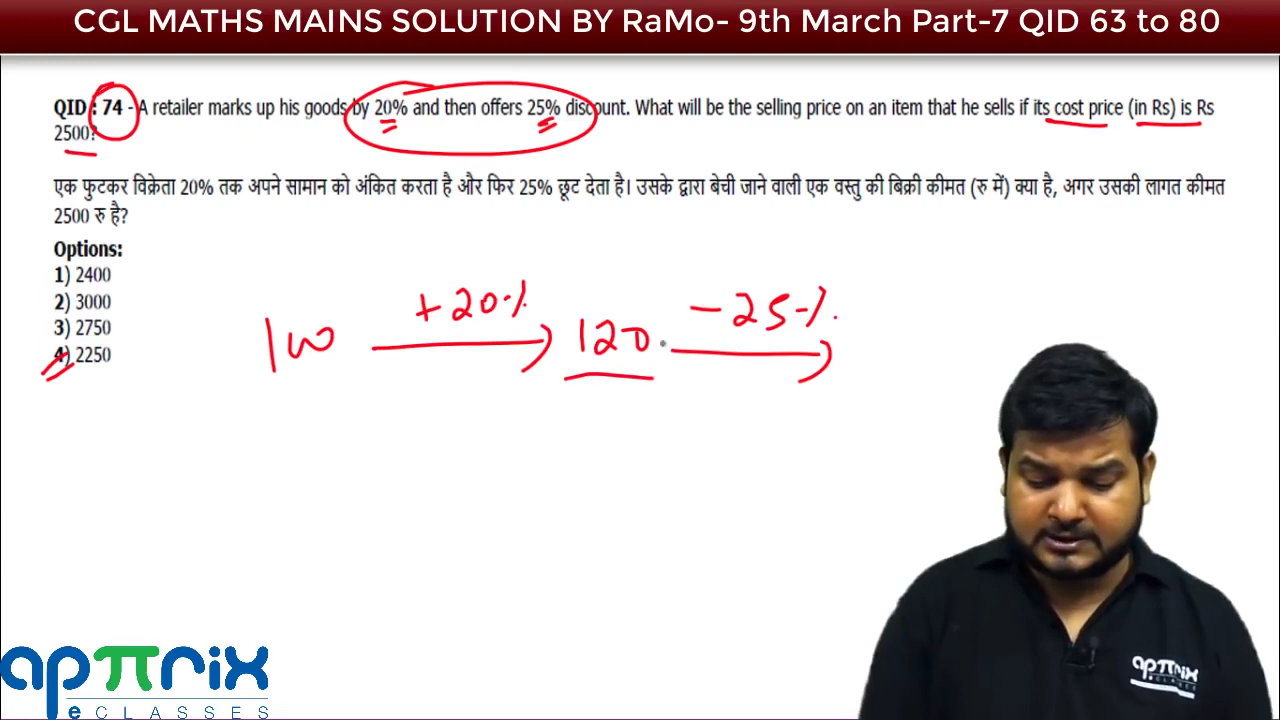 CGL MATHS MAINS SOLUTION BY RaMo- 9th March Part-7 QID 63 to 80
QID : 74 - A retailer marks up his goods by 20% and then offers 25% discount. What will be the selling price on an item that he sells if its cost price (in Rs) is Rs
2500?
एक फुटकर विक्रेता 20% तक अपने सामान को अंकित करता है और फिर 25% छूट देता है। उसके द्वारा बेची जाने वाली एक वस्तु की बिक्री कीमत (रु में) क्या है, अगर उसकी लागत कीमत
2500 रु है?
Options:
1) 2400
2) 3000
3) 2750
4) 2250
100 +20% 120 -25%
apπrix
e CLASSES
apπrix
CLASSES